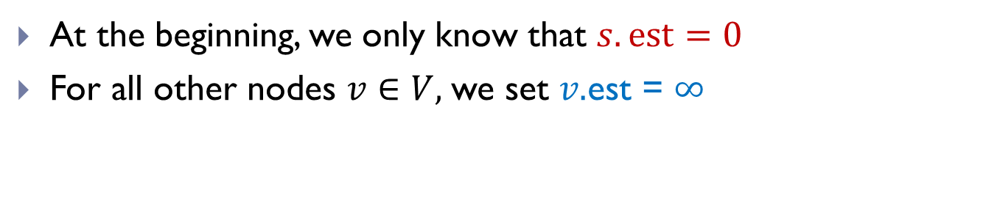 At the beginning, we only know that s. est = 0
For all other nodes v ∈ V, we set v.est = ∞